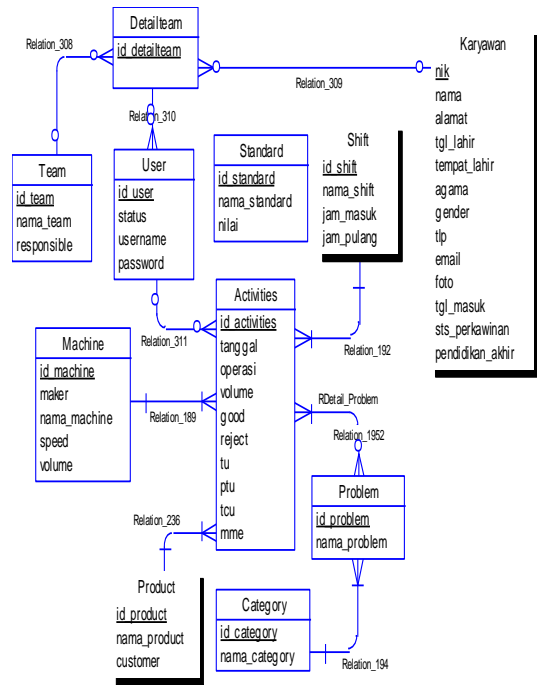 Detailteam
id_detailteam
Relation_308
Relation_309
Relation_310
Karyawan
nik
nama
alamat
tgl_lahir
tempat_lahir
agama
gender
tlp
email
foto
tgl_masuk
sts_perkawinan
pendidikan_akhir
Team
id_team
nama_team
responsible
User
id_user
status
username
password
Standard
id_standard
nama_standard
nilai
Shift
id_shift
nama_shift
jam_masuk
jam_pulang
Relation_311
Relation_192
Activities
id_activities
tanggal
operasi
volume
good
reject
tu
ptu
tcu
mme
Machine
id_machine
maker
nama_machine
speed
volume
Relation_189
RDetail_Problem
Relation_1952
Problem
id_problem
nama_problem
Relation_236
Product
id_product
nama_product
customer
Category
id_category
nama_category
Relation_194